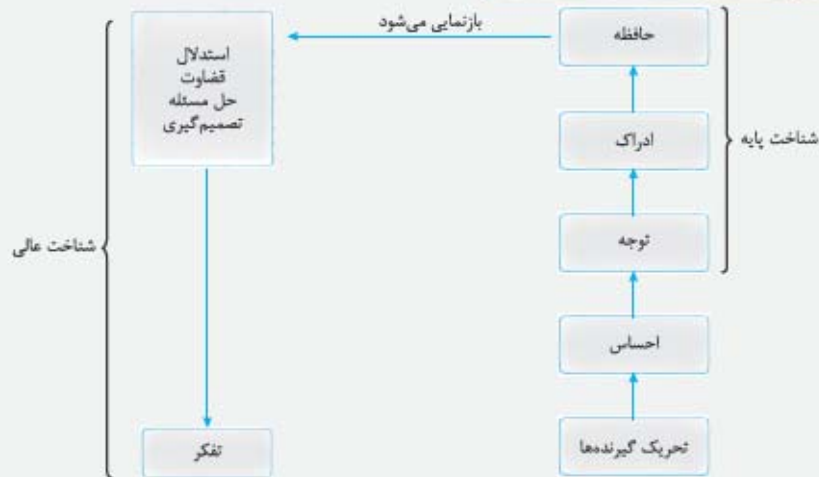 بازنمایی می‌شود
حافظه
ادراک
توجه
شناخت پایه
احساس
تحریک گیرنده‌ها
استدلال
قضاوت
حل مسئله
تصمیم‌گیری
شناخت عالی
تفکر